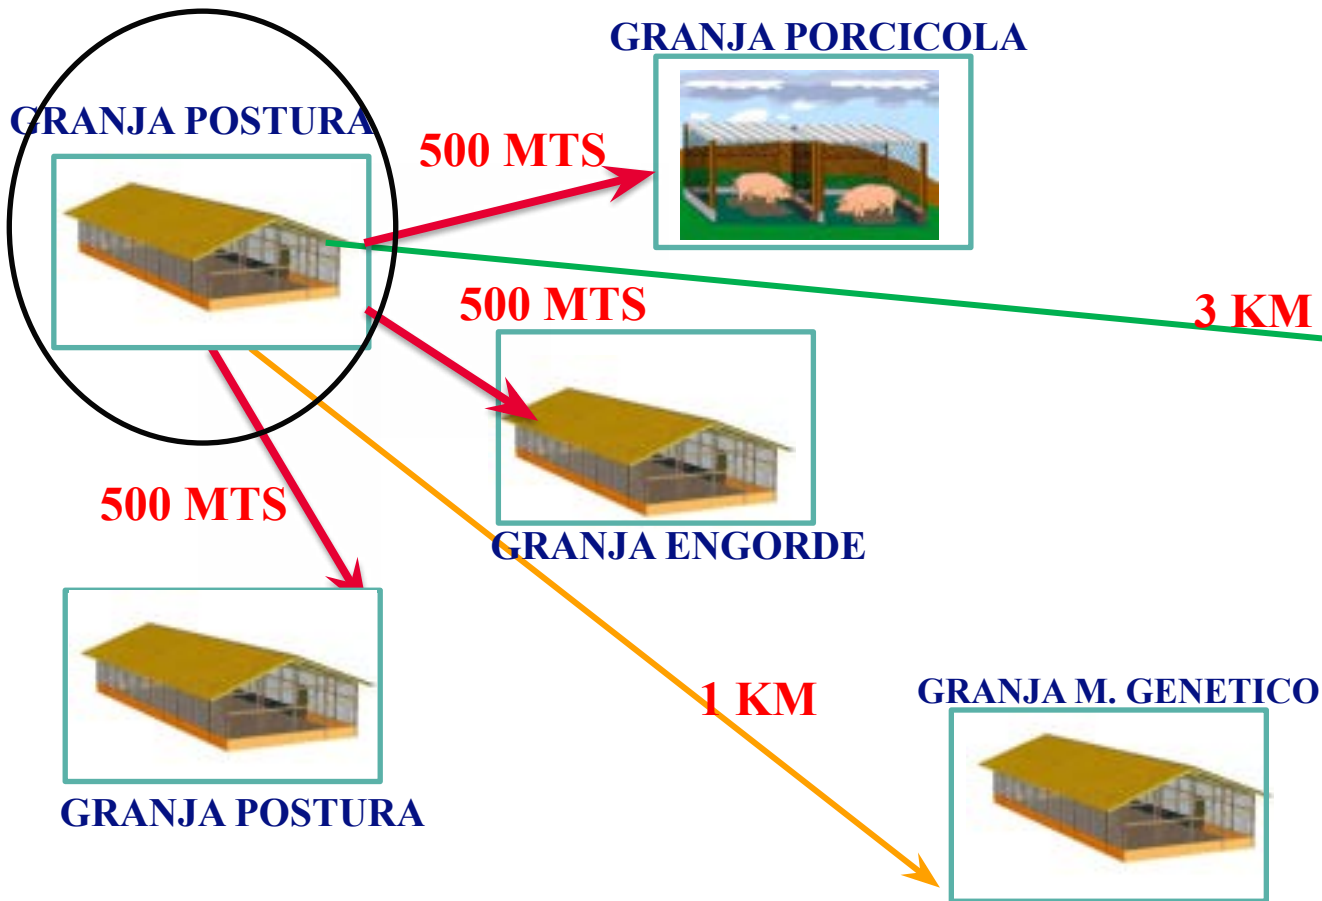 GRANJA PORCICOLA
GRANJA POSTURA
500 MTS
500 MTS
3 KM
500 MTS
GRANJA ENGORDE
1 KM
GRANJA M. GENETICO
GRANJA POSTURA